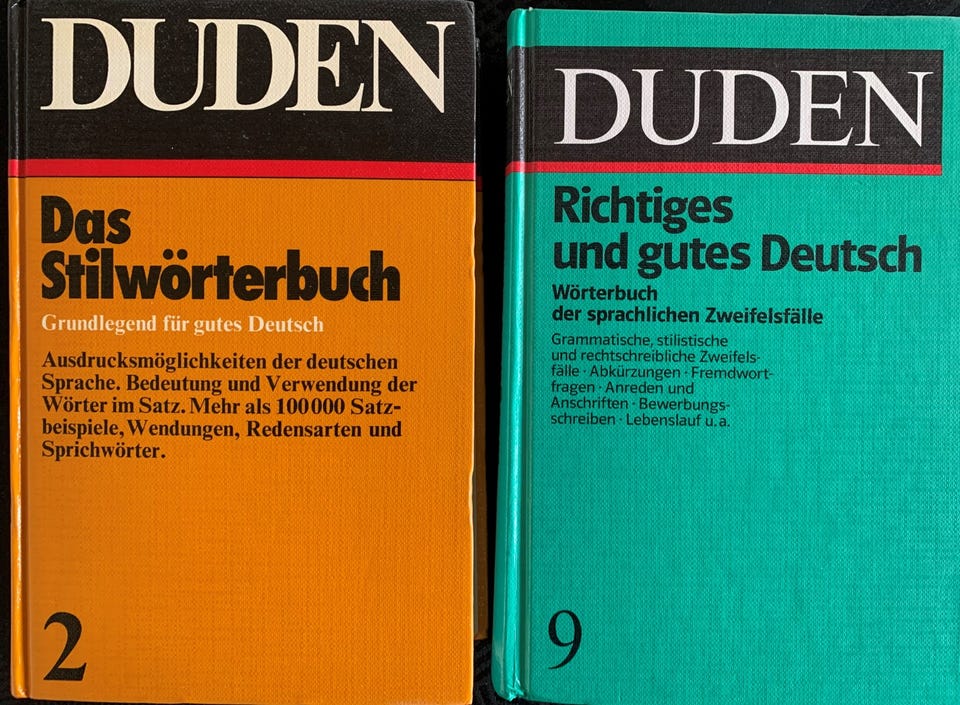 DUDEN
Das
Stilwörterbuch
Grundlegend für gutes Deutsch
Ausdrucksmöglichkeiten der deutschen
Sprache. Bedeutung und Verwendung der
Wörter im Satz. Mehr als 100000 Satz-
beispiele, Wendungen, Redensarten und
Sprichwörter.
2
DUDEN
Richtiges
und gutes Deutsch
Wörterbuch
der sprachlichen Zweifelsfälle
Grammatische, stilistische
und rechtschreibliche Zweifels-
fälle · Abkürzungen · Fremdwort-
fragen · Anreden und
Anschriften · Bewerbungs-
schreiben · Lebenslauf u. a.
9